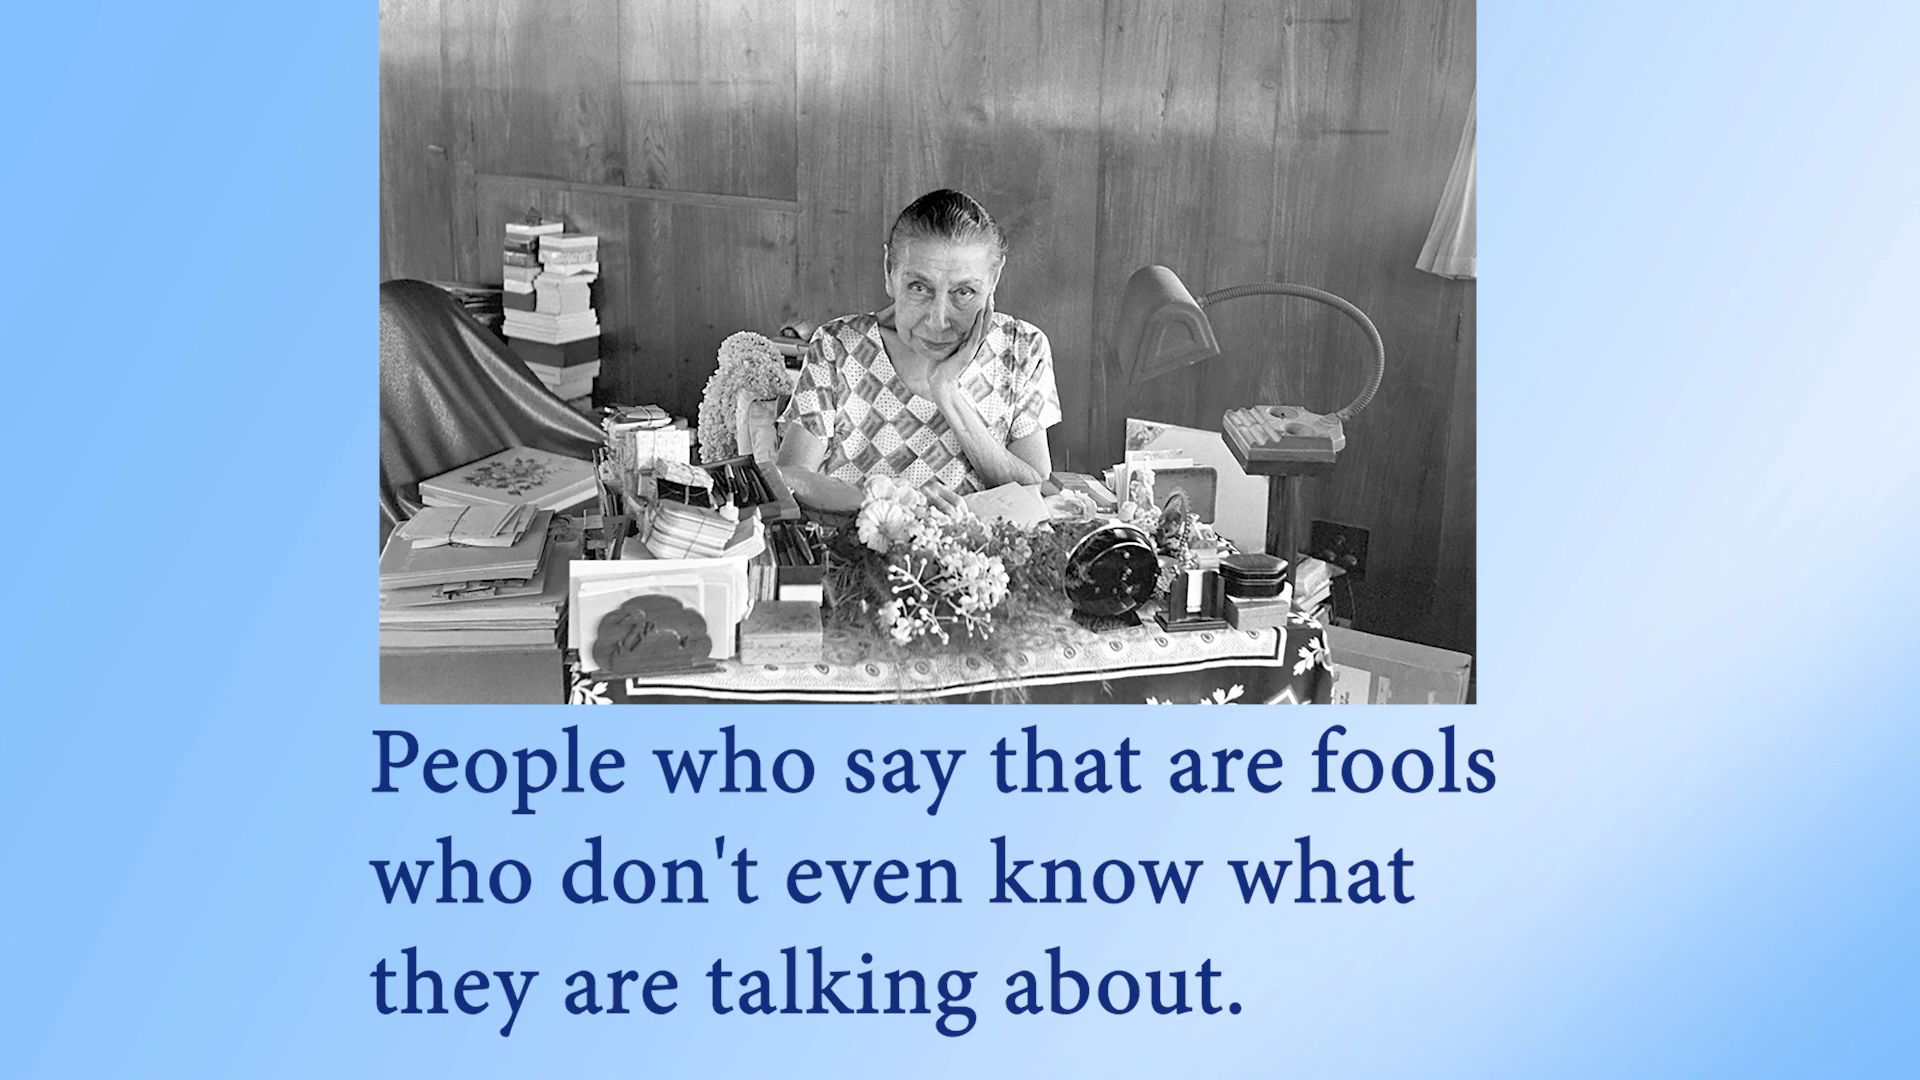 People who say that are fools
who don't even know what
they are talking about.